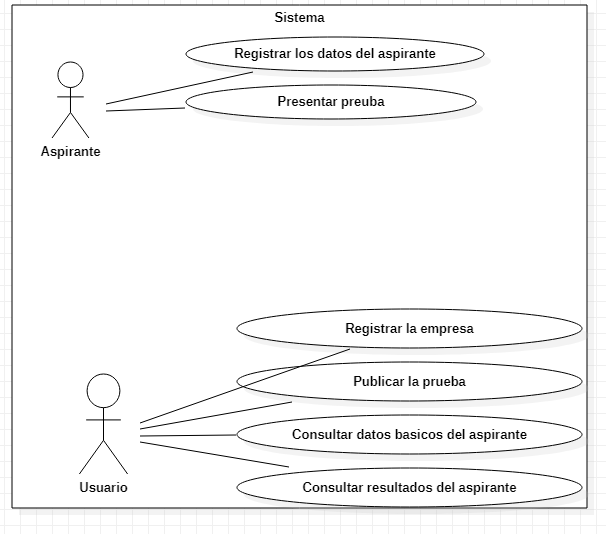 Sistema
Registrar los datos del aspirante
Presentar preuba
Aspirante
Registrar la empresa
Publicar la prueba
Consultar datos basicos del aspirante
Usuario
Consultar resultados del aspirante